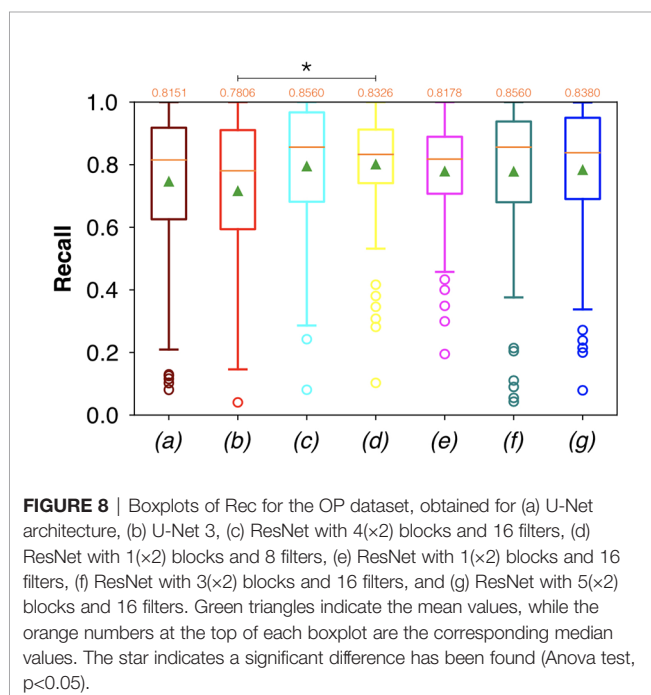 *
0.8151 0.7806 0.8560 0.8326 0.8178 0.8560 0.8380
1.0
0.8
0.6
0.4
0.2
0.0
Recall
(a) (b) (c) (d) (e) (f) (g)
FIGURE 8 | Boxplots of Rec for the OP dataset, obtained for (a) U-Net
architecture, (b) U-Net 3, (c) ResNet with 4(×2) blocks and 16 filters, (d)
ResNet with 1(×2) blocks and 8 filters, (e) ResNet with 1(×2) blocks and 16
filters, (f) ResNet with 3(×2) blocks and 16 filters, and (g) ResNet with 5(×2)
blocks and 16 filters. Green triangles indicate the mean values, while the
orange numbers at the top of each boxplot are the corresponding median
values. The star indicates a significant difference has been found (Anova test,
p<0.05).